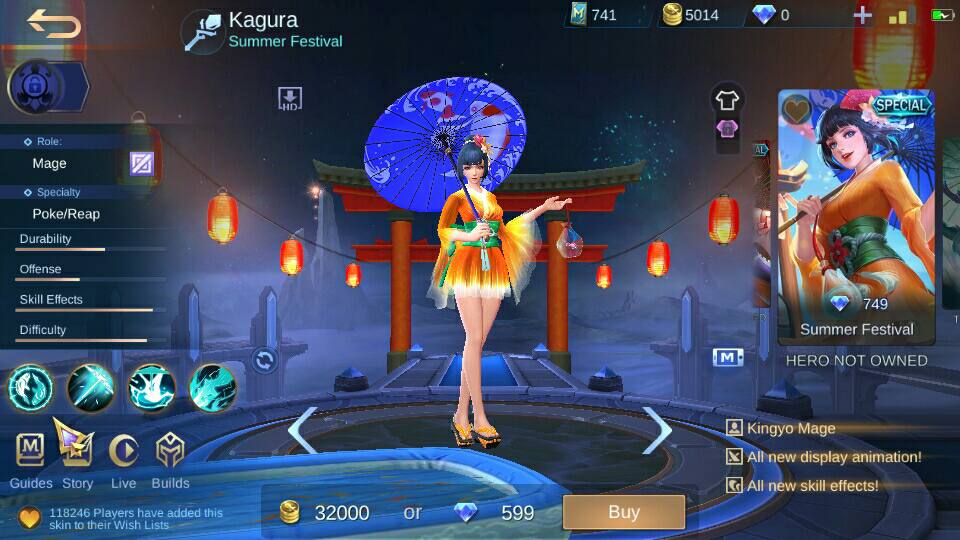 Kagura
Summer Festival
741
5014
0
HD
Role:
Mage
Specialty
Poke/Reap
Durability
Offense
Skill Effects
Difficulty
SPECIAL
749
Summer Festival
HERO NOT OWNED
M
Kingyo Mage
All new display animation!
All new skill effects!
Guides
Story
Live
Builds
118246 Players have added this
skin to their Wish Lists
32000 or 599
Buy